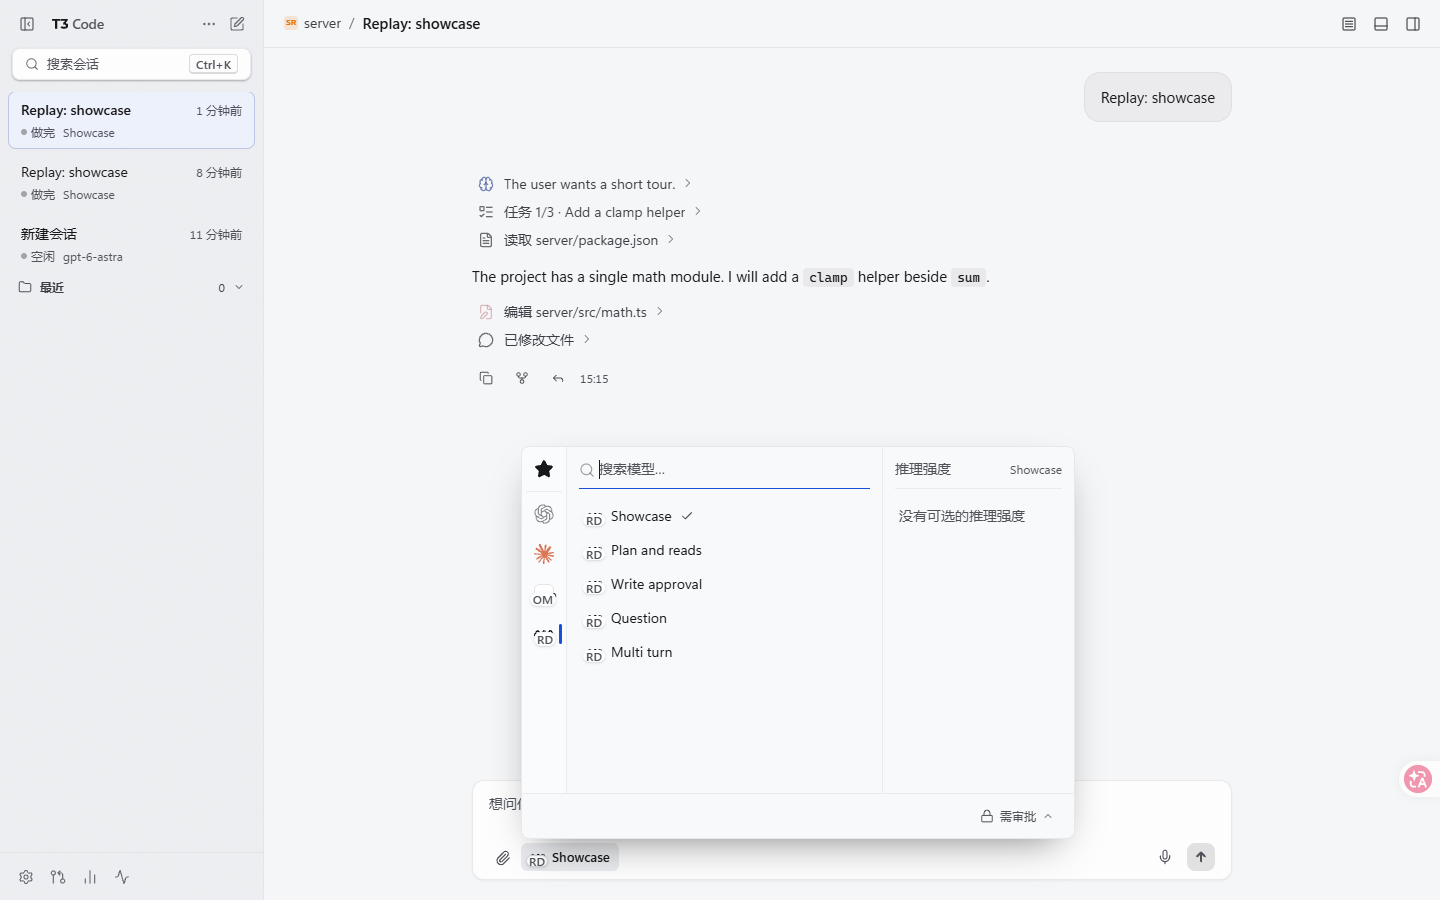 T3 Code
搜索会话 Ctrl+K
Replay: showcase 1 分钟前
做完 Showcase
Replay: showcase 8 分钟前
做完 Showcase
新建会话 11 分钟前
空闲 gpt-6-astra
最近 0
SR server / Replay: showcase
Replay: showcase
The user wants a short tour.
任务 1/3 · Add a clamp helper
读取 server/package.json
The project has a single math module. I will add a clamp helper beside sum.
编辑 server/src/math.ts
已修改文件
15:15
搜索模型...
推理强度 Showcase
没有可选的推理强度
RD Showcase
RD Plan and reads
RD Write approval
RD Question
RD Multi turn
OM
RD
需审批
想问
RD Showcase